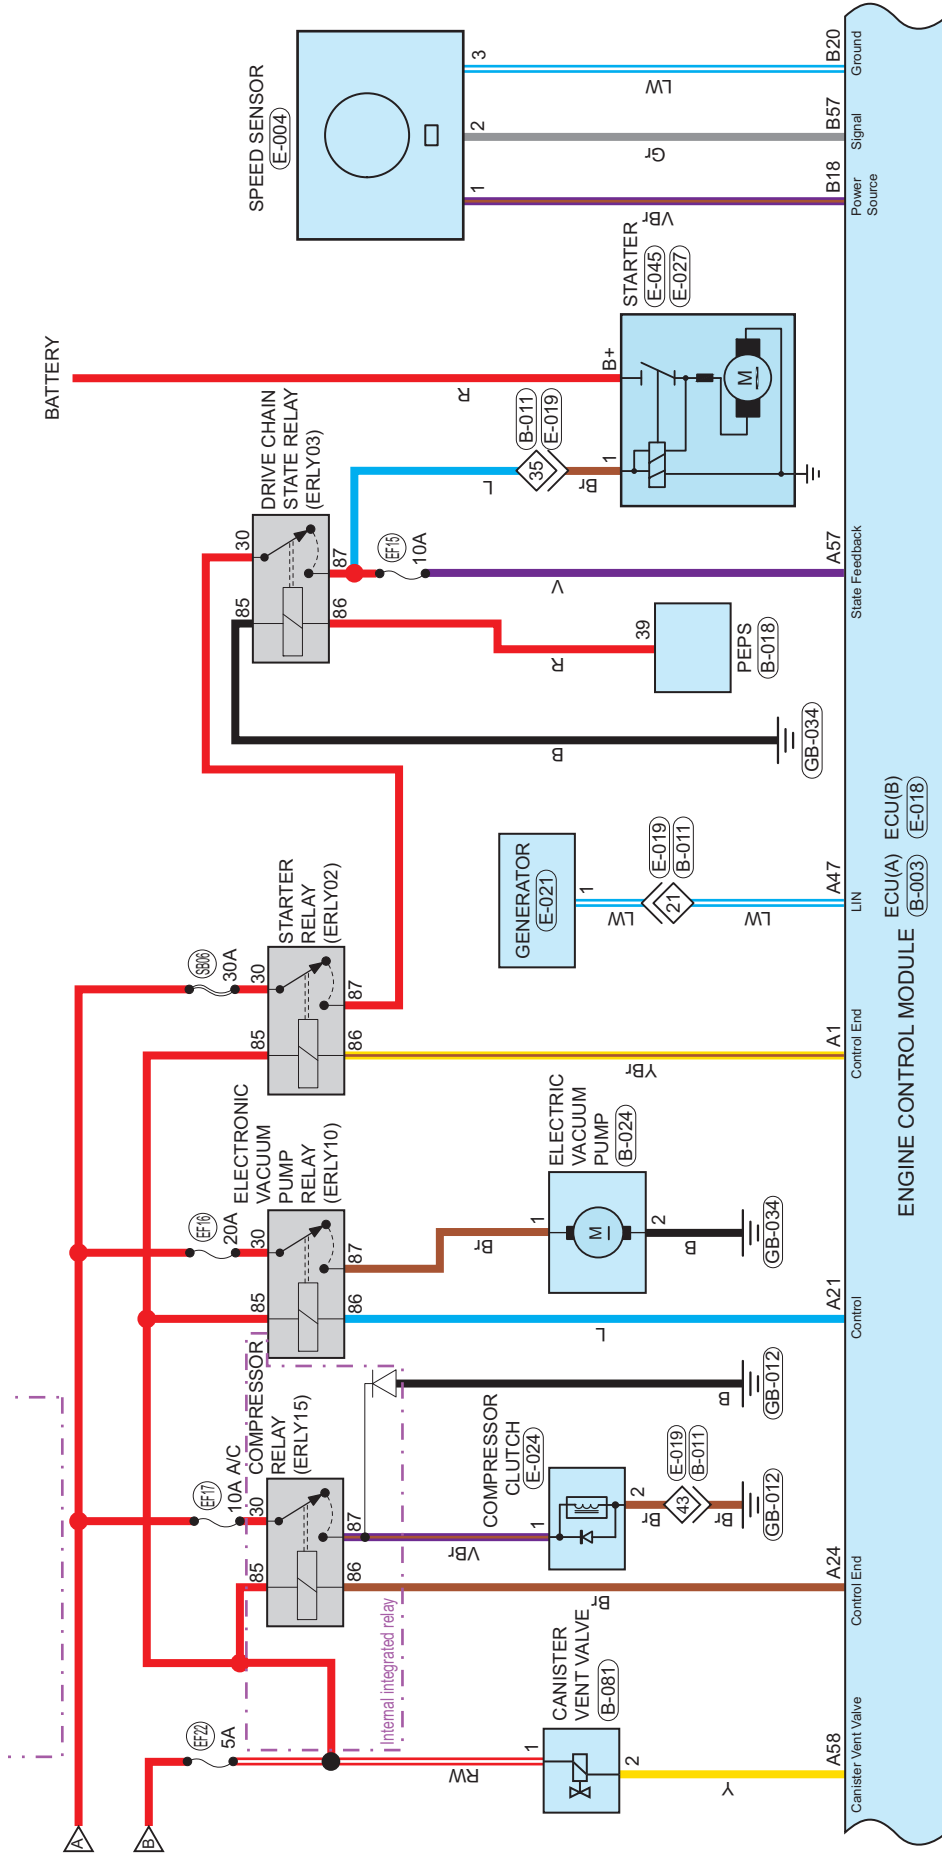 A
B
EF22
5A
RW
1
CANISTER
VENT VALVE
B-081
2
Y
A58
Canister Vent Valve
Internal integrated relay
EF17
10A A/C
COMPRESSOR
RELAY
(ERLY15)
85
30
86
87
VBr
Br
COMPRESSOR
CLUTCH
E-024
1
2
Br
43
E-019
B-011
Br
GB-012
A24
Control End
B
GB-012
EF16
20A
ELECTRONIC
VACUUM
PUMP
RELAY
(ERLY10)
85
30
86
87
Br
L
1
ELECTRIC
VACUUM
PUMP
B-024
M
2
B
GB-034
A21
Control
SB06
30A
STARTER
RELAY
(ERLY02)
85
30
86
87
YBr
A1
Control End
GENERATOR
E-021
1
LW
21
E-019
B-011
LW
A47
LIN
B
GB-034
DRIVE CHAIN
STATE RELAY
(ERLY03)
85
30
86
87
R
39
PEPS
B-018
EF15
10A
V
A57
State Feedback
L
35
B-011
E-019
Br
1
BATTERY
R
B+
STARTER
E-045
E-027
M
SPEED SENSOR
E-004
1
2
3
VBr
Gr
LW
B18
B57
B20
Power
Source
Signal
Ground
ENGINE CONTROL MODULE
ECU(A)
B-003
ECU(B)
E-018